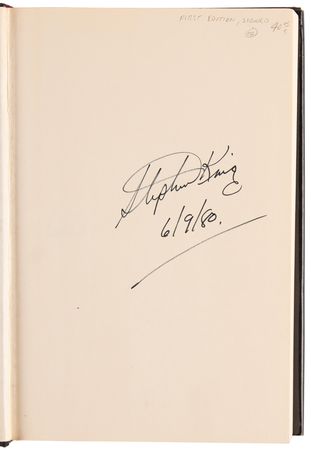 FIRST EDITION, SIGNED
Stephen King
6/9/80.